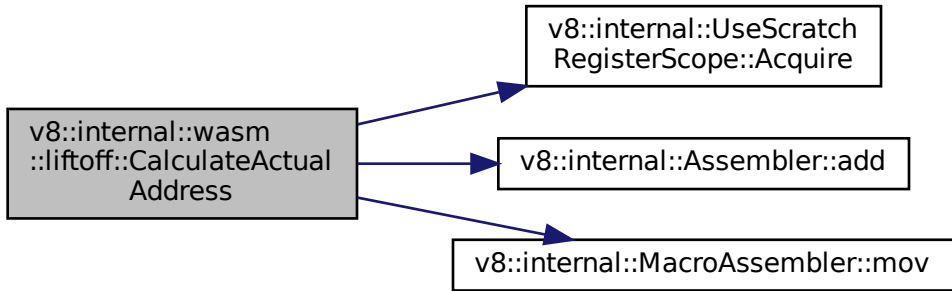 v8::internal::wasm
::liftoff::CalculateActual
Address
v8::internal::UseScratch
RegisterScope::Acquire
v8::internal::Assembler::add
v8::internal::MacroAssembler::mov